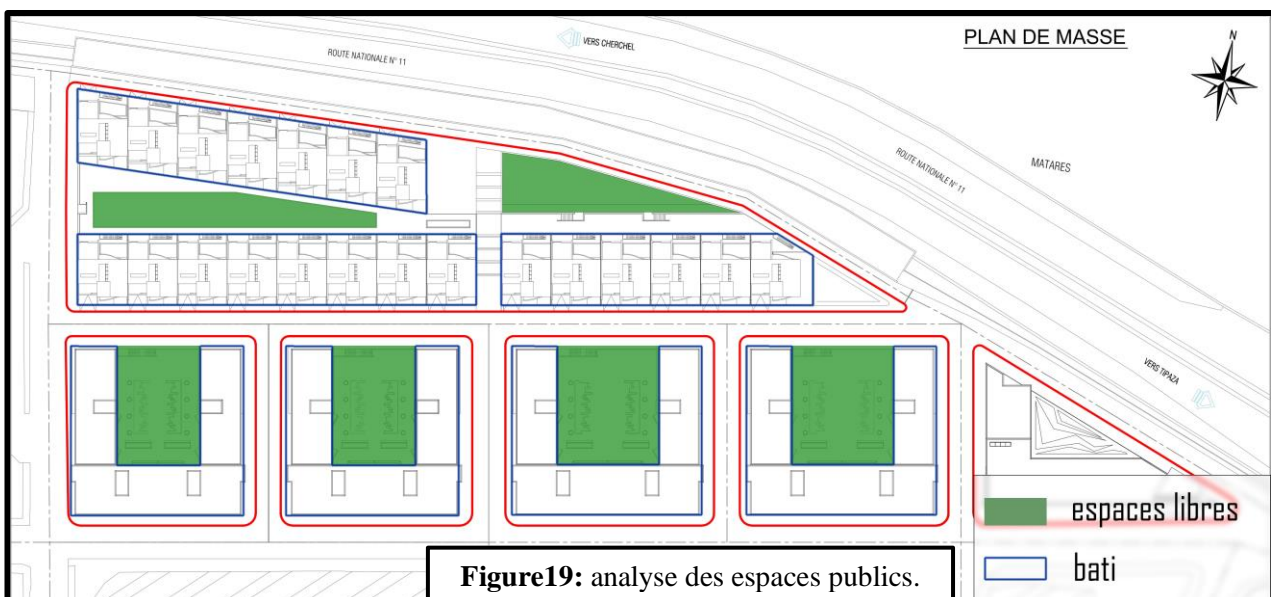 PLAN DE MASSE
N
VERS CHERCHEL
ROUTE NATIONALE N° 11
MATARES
ROUTE NATIONALE N° 11
VERS TIPAZA
espaces libres
bati
Figure19: analyse des espaces publics.